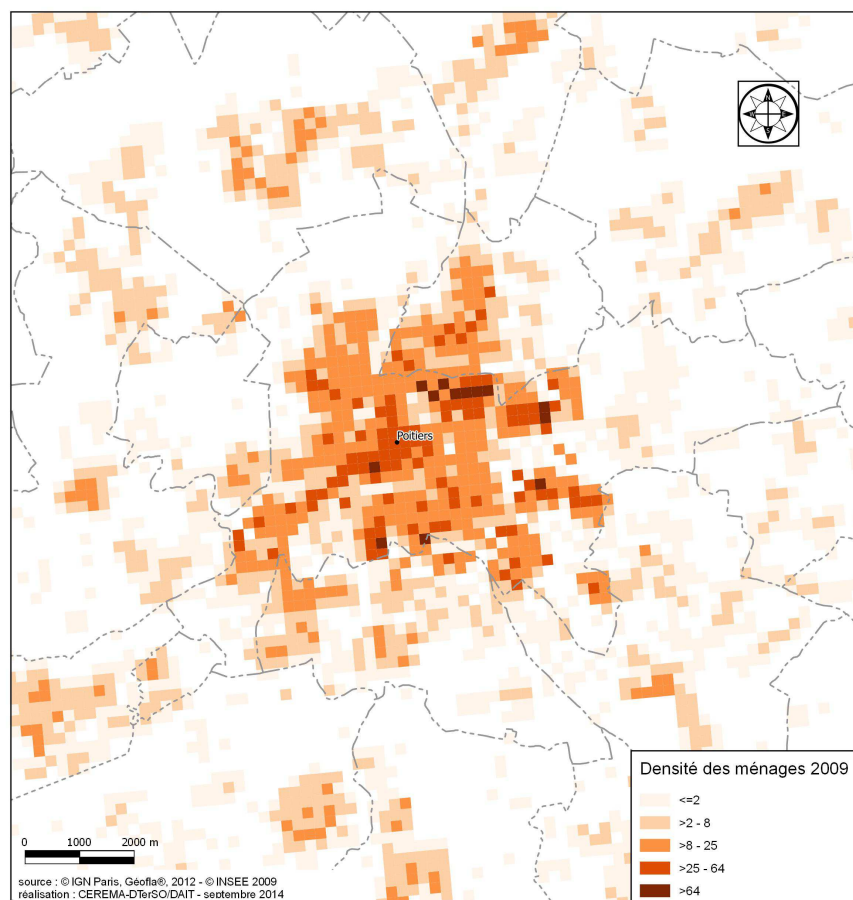 Poitiers
Densité des ménages 2009
<=2
>2 - 8
>8 - 25
>25 - 64
>64
0 1000 2000 m
source : © IGN Paris, Géofla®, 2012 - © INSEE 2009
réalisation : CEREMA-DTerSO/DAIT - septembre 2014